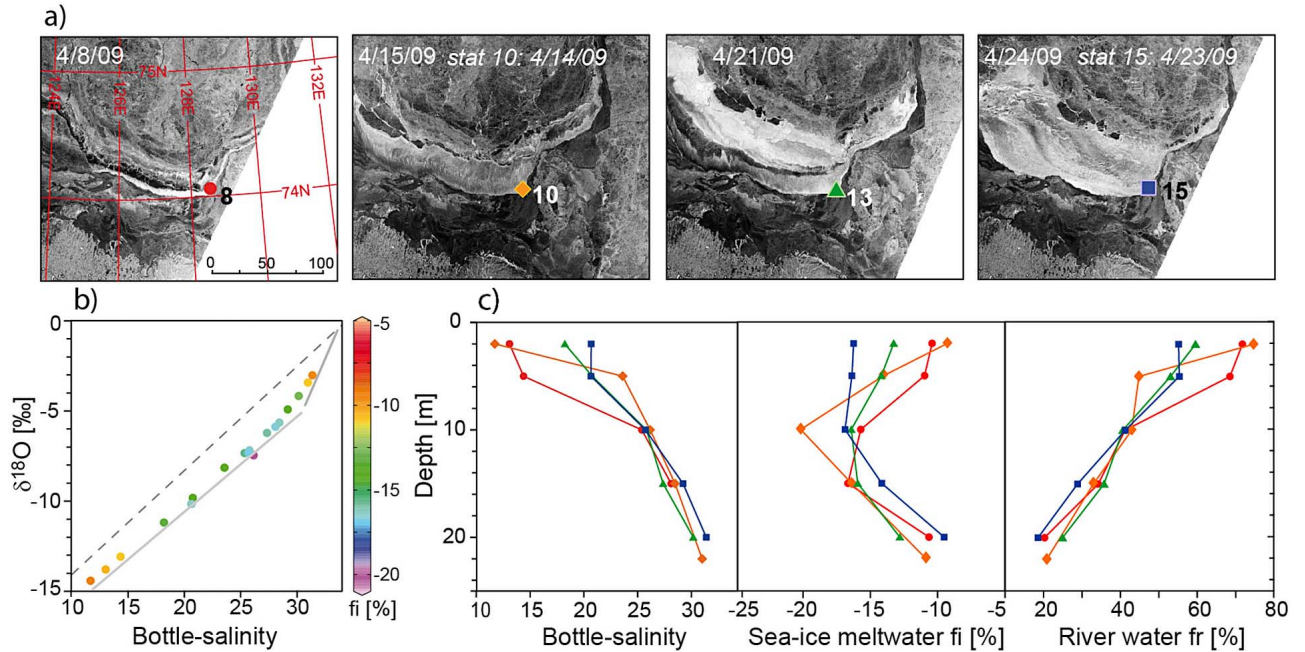 a)
4/8/09
4/15/09 stat 10: 4/14/09
4/21/09
4/24/09 stat 15: 4/23/09
75N
124E
126E
128E
130E
132E
74N
8
10
13
15
0 50 100
b)
c)
0
-5
-10
-15
δ18O [‰]
10 15 20 25 30
Bottle-salinity
-5
-10
-15
-20
fi [%]
Depth [m]
0
10
20
10 15 20 25 30
-25 -20 -15 -10 -5
20 40 60 80
Bottle-salinity
Sea-ice meltwater fi [%]
River water fr [%]